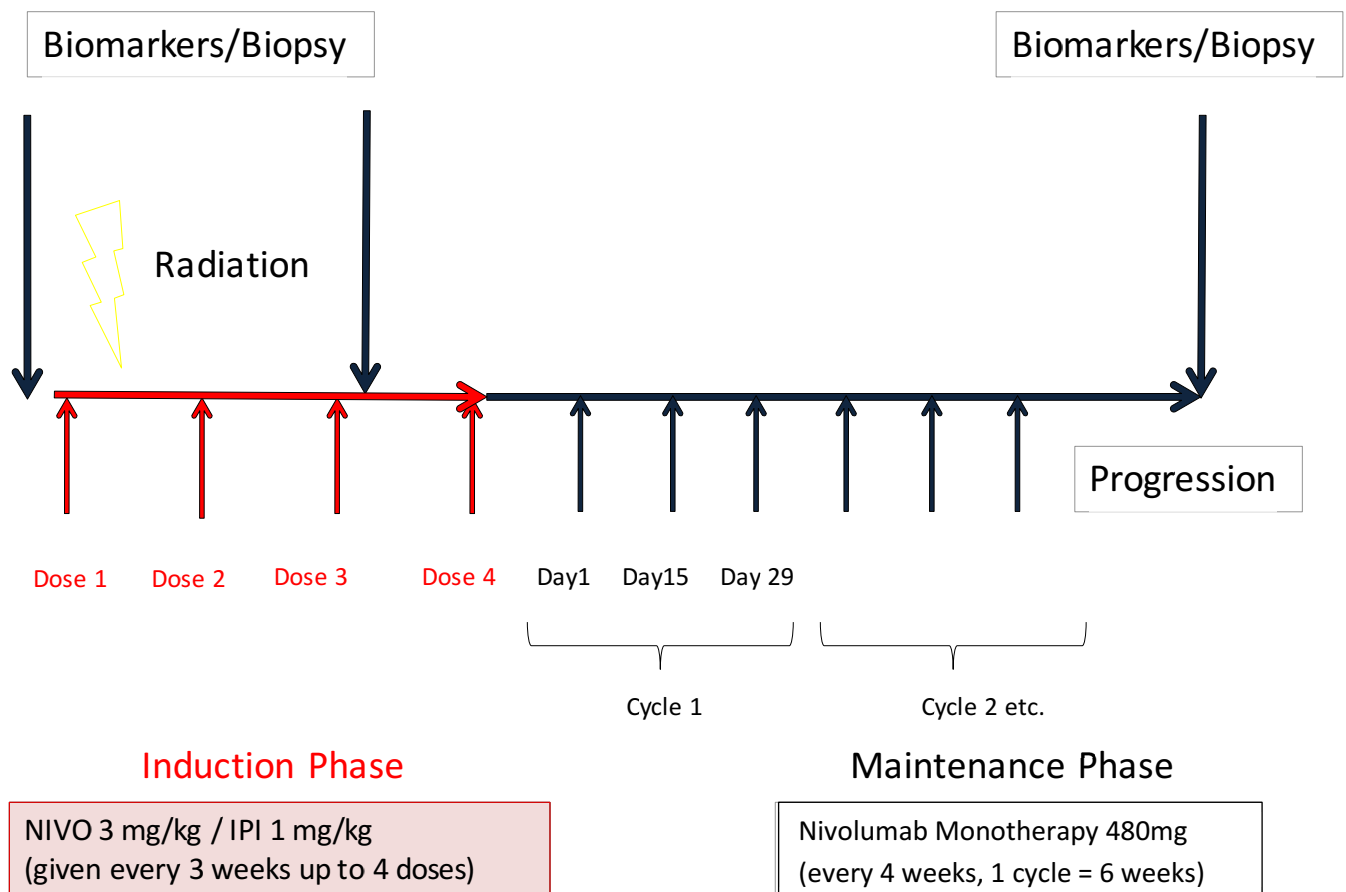 Biomarkers/Biopsy
Biomarkers/Biopsy
Radiation
Progression
Dose 1
Dose 2
Dose 3
Dose 4
Day1
Day15
Day 29
Cycle 1
Cycle 2 etc.
Induction Phase
Maintenance Phase
NIVO 3 mg/kg / IPI 1 mg/kg
(given every 3 weeks up to 4 doses)
Nivolumab Monotherapy 480mg
(every 4 weeks, 1 cycle = 6 weeks)